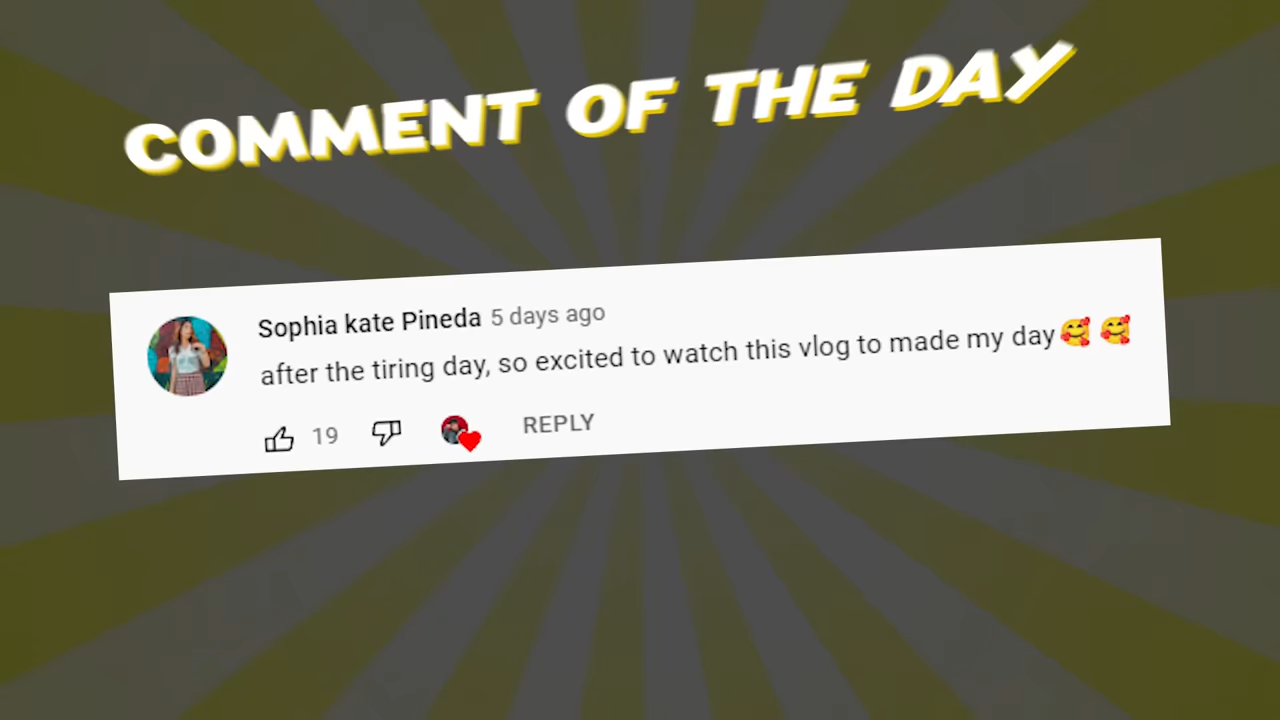 COMMENT OF THE DAY
Sophia kate Pineda 5 days ago
after the tiring day, so excited to watch this vlog to made my day🥰 🥰
19 REPLY